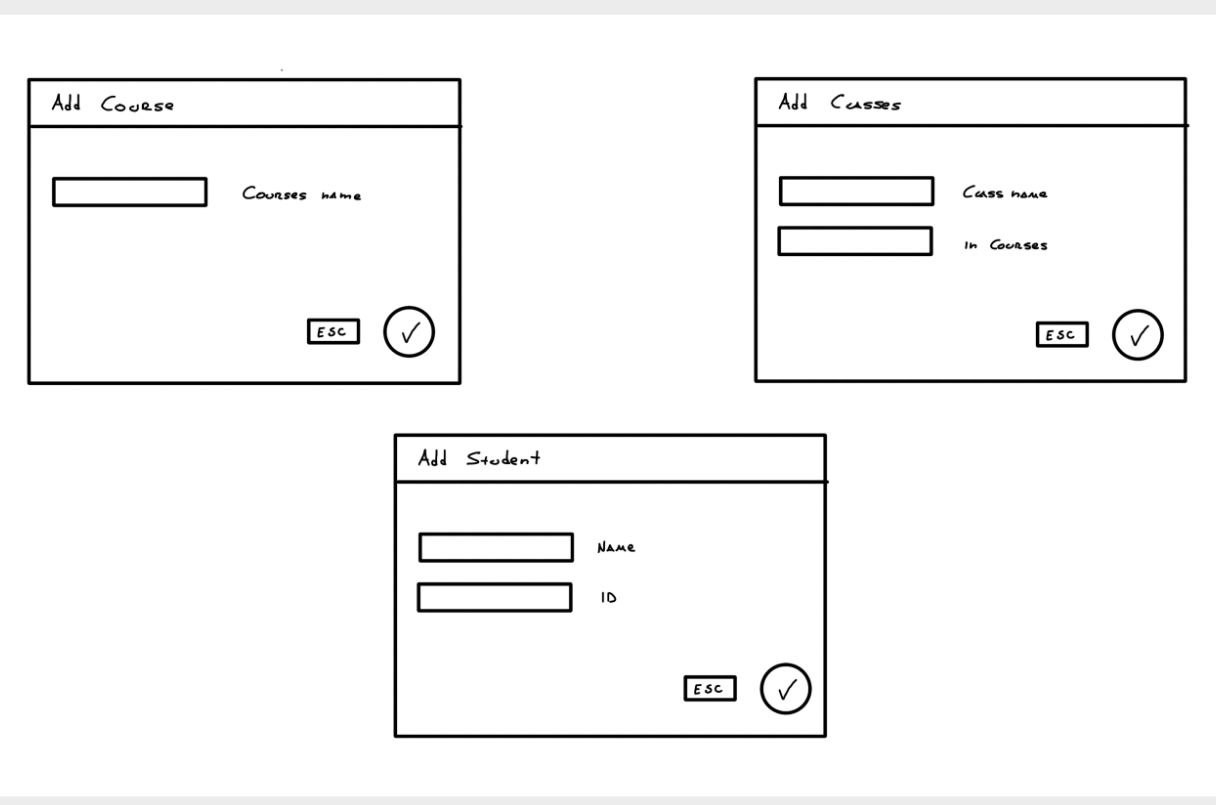 Add Course
Courses name
ESC
Add Classes
Class name
in Courses
ESC
Add Student
Name
ID
ESC